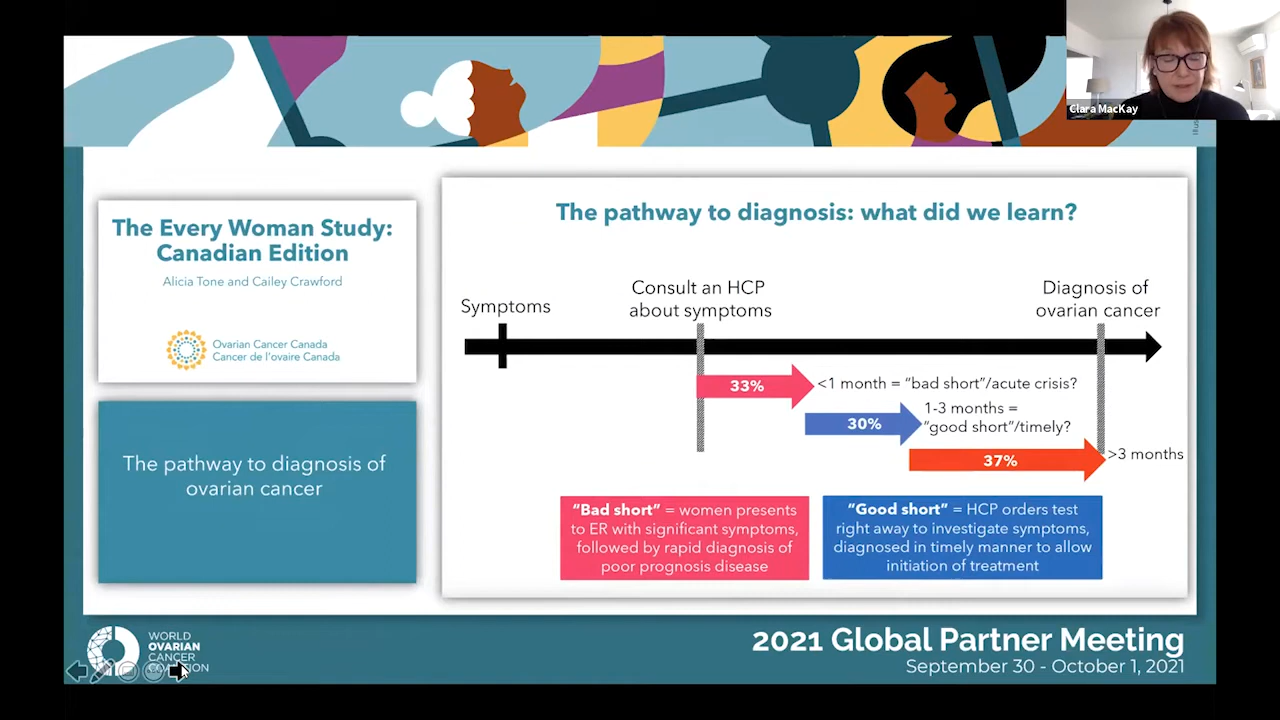 Clara MacKay
The Every Woman Study:
Canadian Edition
Alicia Tone and Cailey Crawford
Ovarian Cancer Canada
Cancer de l'ovaire Canada
The pathway to diagnosis of
ovarian cancer
The pathway to diagnosis: what did we learn?
Symptoms
Consult an HCP
about symptoms
Diagnosis of
ovarian cancer
33%
<1 month = "bad short"/acute crisis?
30%
1-3 months =
"good short"/timely?
37%
>3 months
"Bad short" = women presents
to ER with significant symptoms,
followed by rapid diagnosis of
poor prognosis disease
"Good short" = HCP orders test
right away to investigate symptoms,
diagnosed in timely manner to allow
initiation of treatment
WORLD
OVARIAN
CANCER
COALITION
2021 Global Partner Meeting
September 30 - October 1, 2021